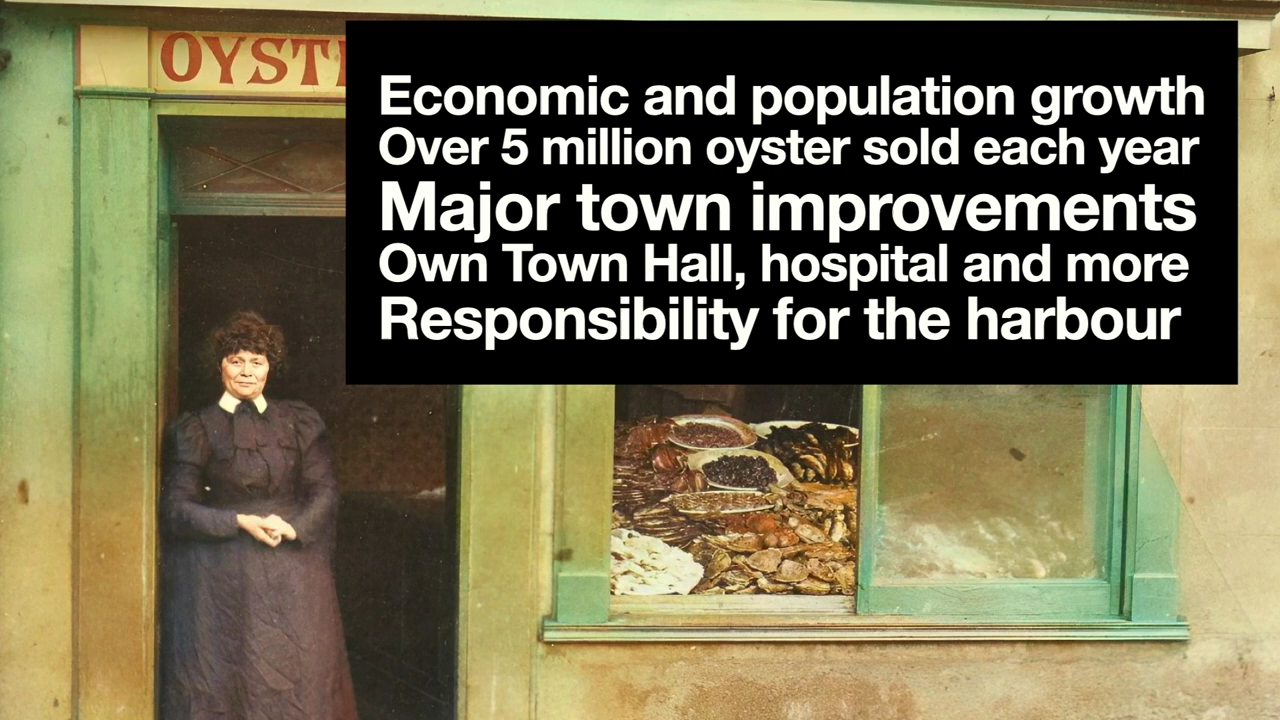 OYST
Economic and population growth
Over 5 million oyster sold each year
Major town improvements
Own Town Hall, hospital and more
Responsibility for the harbour